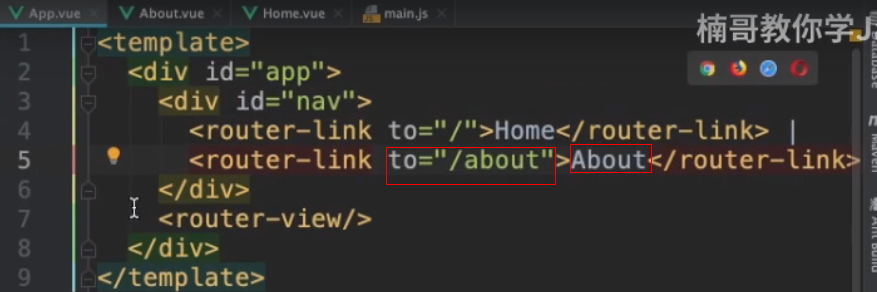 App.vue About.vue Home.vue main.js
楠哥教你学J
1 <template>
2 <div id="app">
3 <div id="nav">
4 <router-link to="/">Home</router-link> |
5 <router-link to="/about">About</router-link>
6 </div>
7 <router-view/>
8 </div>
9 </template>
Database
Maven
Ant Build